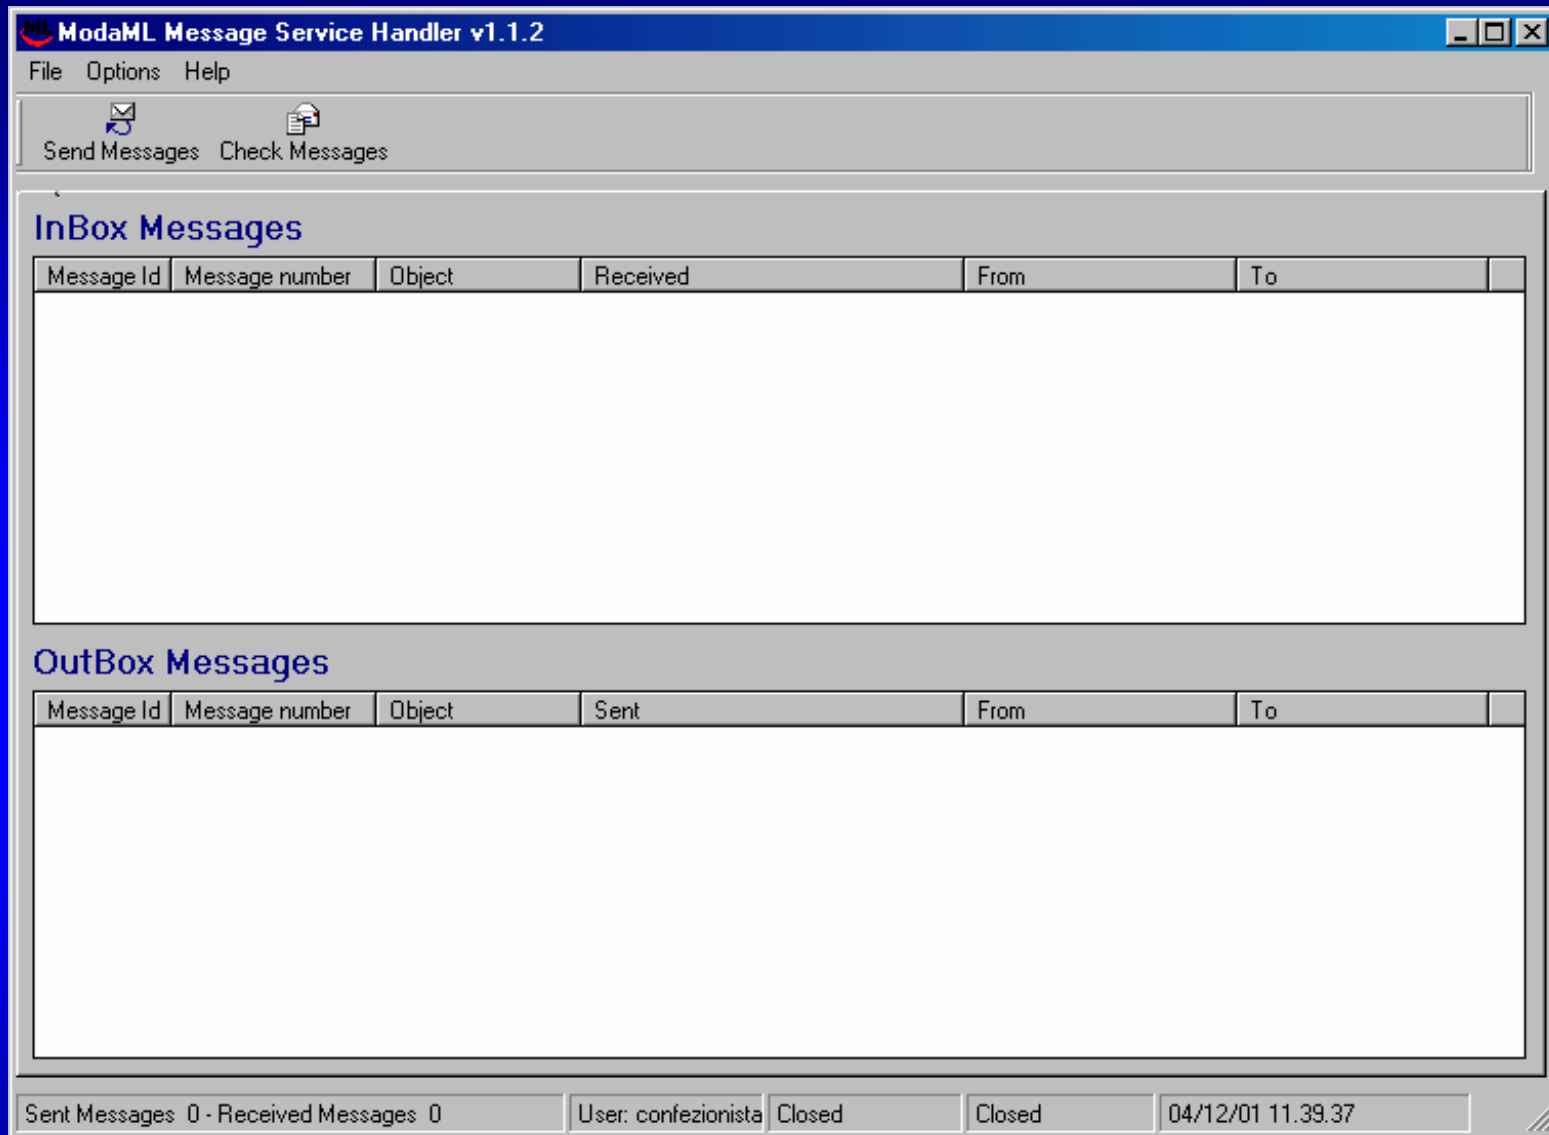 ML ModaML Message Service Handler v1.1.2
File Options Help
Send Messages Check Messages
InBox Messages
Message Id Message number Object Received From To
OutBox Messages
Message Id Message number Object Sent From To
Sent Messages 0 - Received Messages 0 User: confezionista Closed Closed 04/12/01 11.39.37